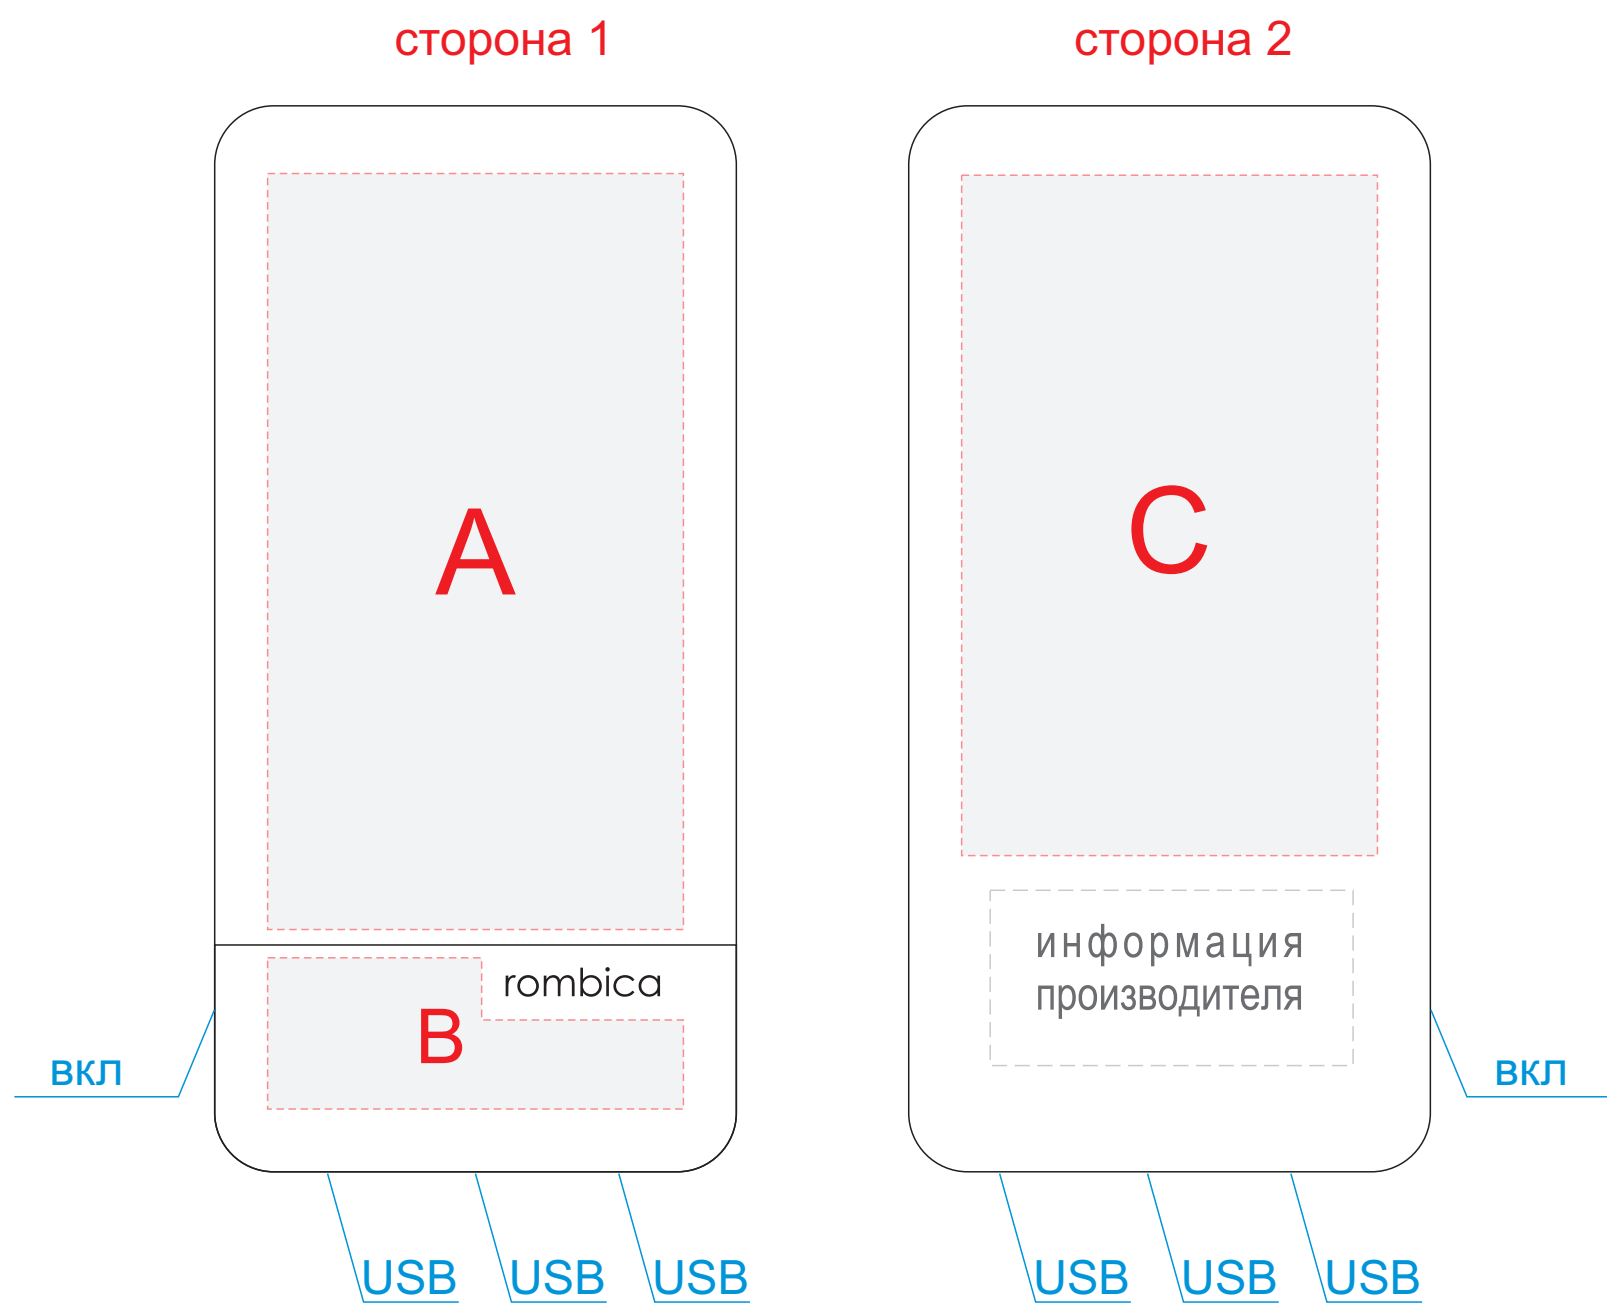 сторона 1
сторона 2
A
C
rombica
B
информация
производителя
вкл
вкл
USB USB USB
USB USB USB